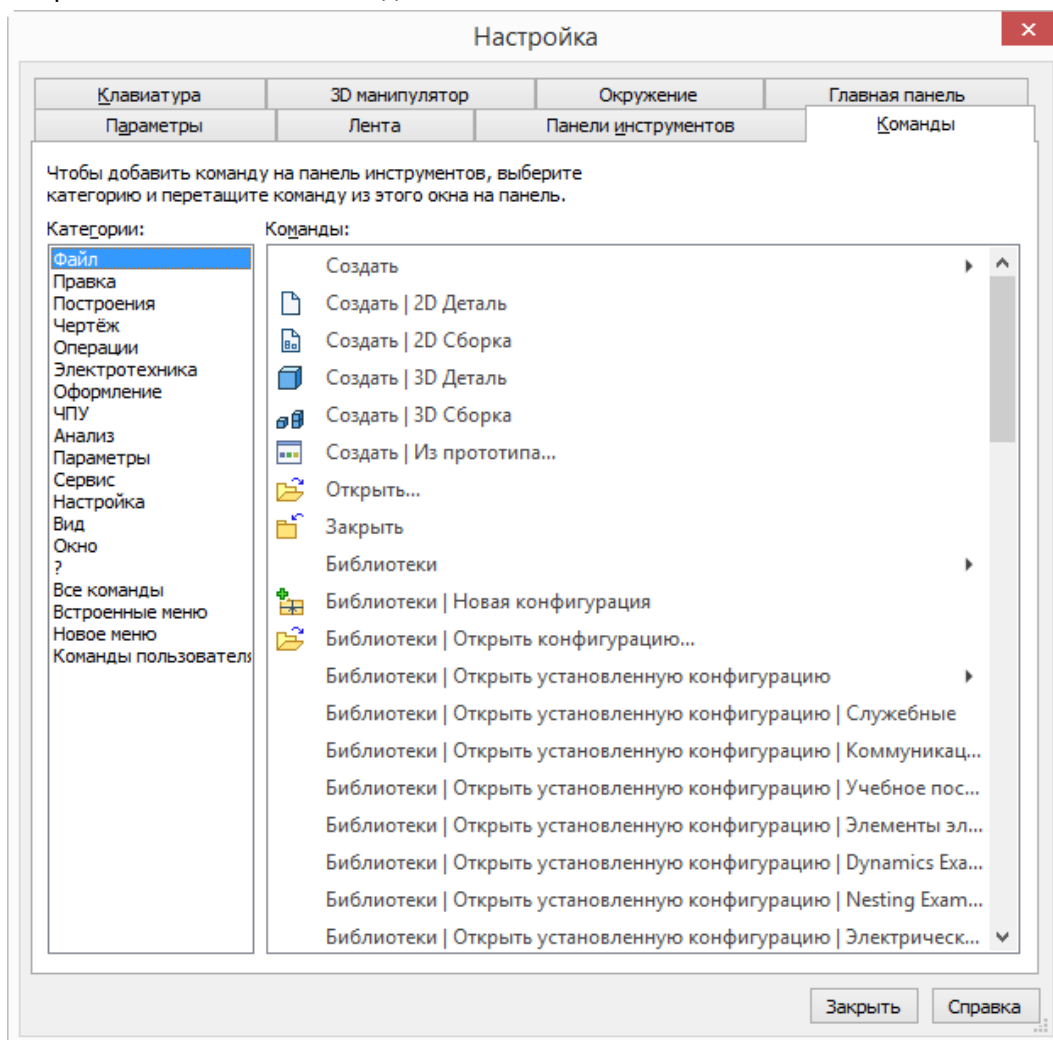 Настройка
Клавиатура
3D манипулятор
Окружение
Главная панель
Параметры
Лента
Панели инструментов
Команды
Чтобы добавить команду на панель инструментов, выберите
категорию и перетащите команду из этого окна на панель.
Категории:
Файл
Правка
Построения
Чертёж
Операции
Электротехника
Оформление
ЧПУ
Анализ
Параметры
Сервис
Настройка
Вид
Окно
?
Все команды
Встроенные меню
Новое меню
Команды пользователя
Команды:
Создать
Создать | 2D Деталь
Создать | 2D Сборка
Создать | 3D Деталь
Создать | 3D Сборка
Создать | Из прототипа...
Открыть...
Закрыть
Библиотеки
Библиотеки | Новая конфигурация
Библиотеки | Открыть конфигурацию...
Библиотеки | Открыть установленную конфигурацию
Библиотеки | Открыть установленную конфигурацию | Служебные
Библиотеки | Открыть установленную конфигурацию | Коммуникац...
Библиотеки | Открыть установленную конфигурацию | Учебное пос...
Библиотеки | Открыть установленную конфигурацию | Элементы эл...
Библиотеки | Открыть установленную конфигурацию | Dynamics Exa...
Библиотеки | Открыть установленную конфигурацию | Nesting Exam...
Библиотеки | Открыть установленную конфигурацию | Электрическ...
Закрыть
Справка